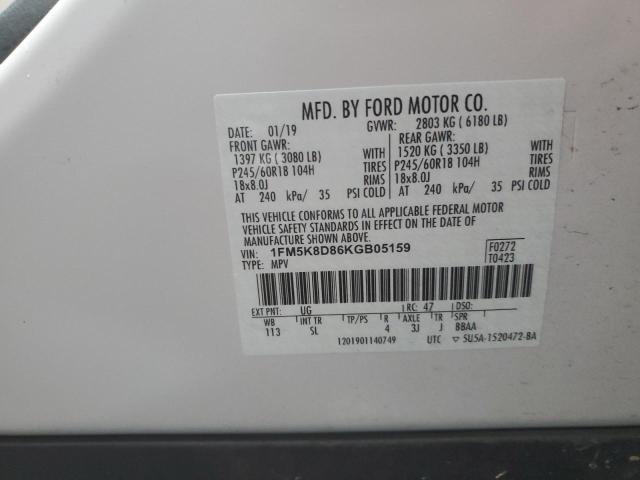 MFD. BY FORD MOTOR CO.
DATE: 01/19 GVWR: 2803 KG ( 6180 LB)
FRONT GAWR: REAR GAWR:
1397 KG ( 3080 LB) WITH 1520 KG ( 3350 LB) WITH
P245/60R18 104H TIRES P245/60R18 104H TIRES
18x8.0J RIMS 18x8.0J RIMS
AT 240 kPa/ 35 PSI COLD AT 240 kPa/ 35 PSI COLD
THIS VEHICLE CONFORMS TO ALL APPLICABLE FEDERAL MOTOR
VEHICLE SAFETY STANDARDS IN EFFECT ON THE DATE OF
MANUFACTURE SHOWN ABOVE.
VIN: 1FM5K8D86KGB05159 F0272
TYPE: MPV T0423
EXT PNT: UG RC: 47 DSO:
WB INT TR TP/PS R AXLE TR SPR
113 SL 4 3J J BBAA
1201901140749 UTC ▽ 5U5A-1520472-BA